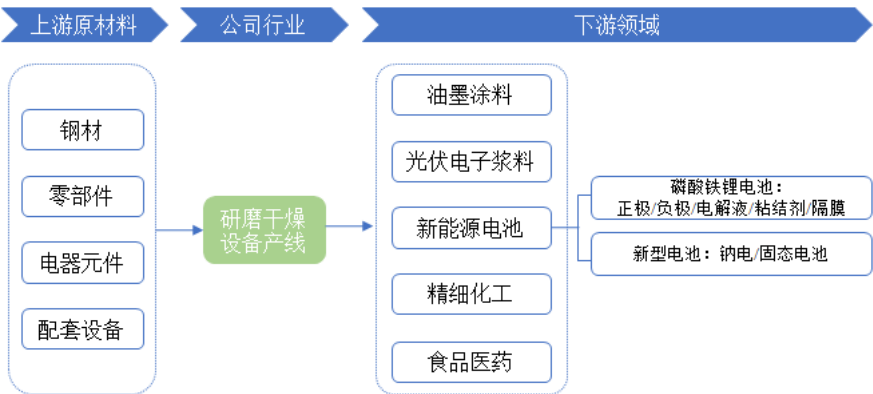 上游原材料
公司行业
下游领域
钢材
零部件
电器元件
配套设备
研磨干燥
设备产线
油墨涂料
光伏电子浆料
新能源电池
精细化工
食品医药
磷酸铁锂电池：
正极/负极/电解液/粘结剂/隔膜
新型电池：钠电/固态电池